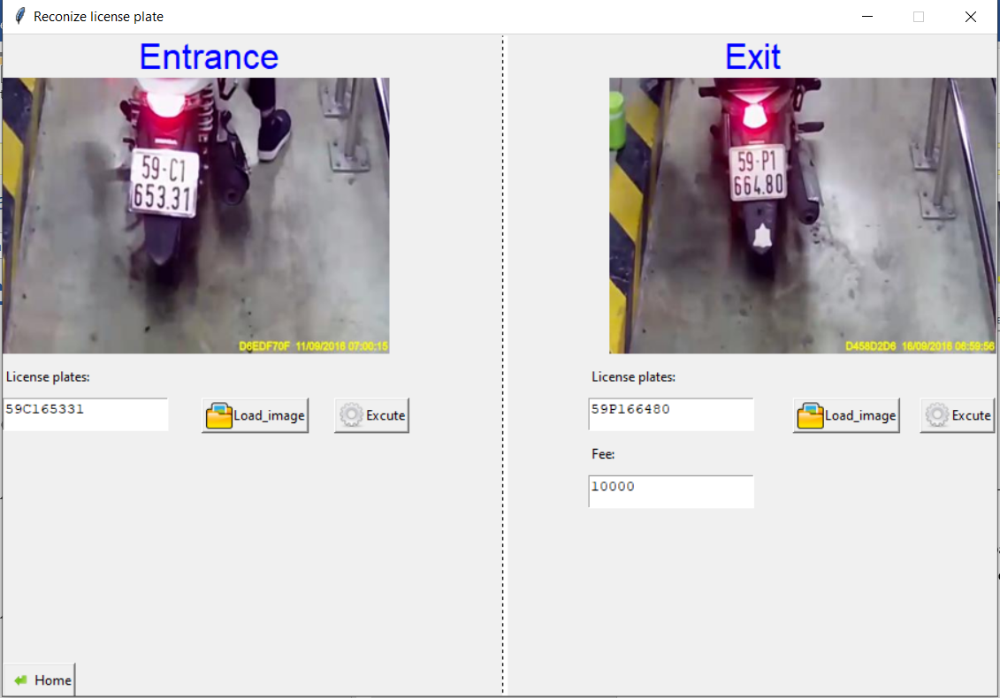 Reconize license plate
Entrance
59-C1
653.31
D6EDF70F 11/09/2016 07:00:15
License plates:
59C165331
Load_image
Excute
Exit
59-P1
664.80
D458D2D6 16/09/2016 06:59:56
License plates:
59P166480
Load_image
Excute
Fee:
10000
Home